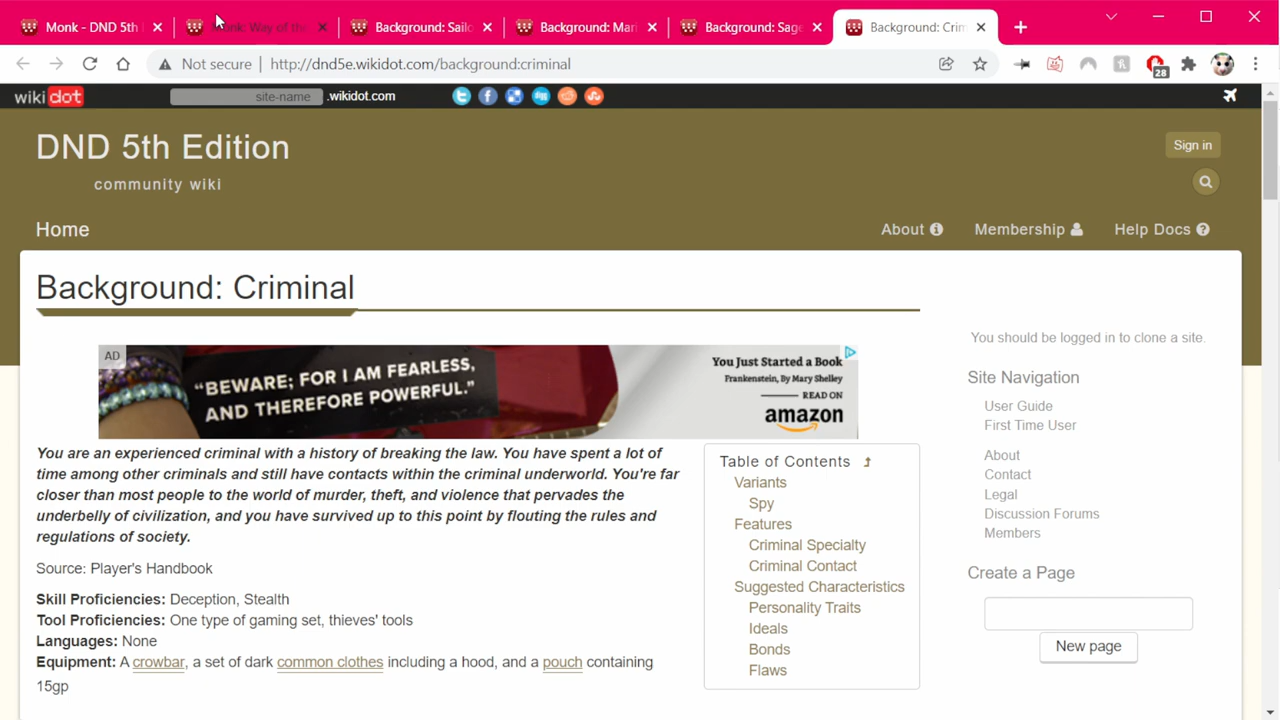 Monk - DND 5th
Monk: Way of the
Background: Sailo
Background: Mari
Background: Sage
Background: Crim
Not secure
http://dnd5e.wikidot.com/background:criminal
28
wiki dot
site-name
.wikidot.com
DND 5th Edition
community wiki
Sign in
Home
About
Membership
Help Docs
Background: Criminal
AD
"BEWARE; FOR I AM FEARLESS,
AND THEREFORE POWERFUL."
You Just Started a Book
Frankenstein, By Mary Shelley
READ ON
amazon
You are an experienced criminal with a history of breaking the law. You have spent a lot of
time among other criminals and still have contacts within the criminal underworld. You're far
closer than most people to the world of murder, theft, and violence that pervades the
underbelly of civilization, and you have survived up to this point by flouting the rules and
regulations of society.
Source: Player's Handbook
Skill Proficiencies: Deception, Stealth
Tool Proficiencies: One type of gaming set, thieves' tools
Languages: None
Equipment: A crowbar, a set of dark common clothes including a hood, and a pouch containing
15gp
Table of Contents
Variants
Spy
Features
Criminal Specialty
Criminal Contact
Suggested Characteristics
Personality Traits
Ideals
Bonds
Flaws
You should be logged in to clone a site.
Site Navigation
User Guide
First Time User
About
Contact
Legal
Discussion Forums
Members
Create a Page
New page